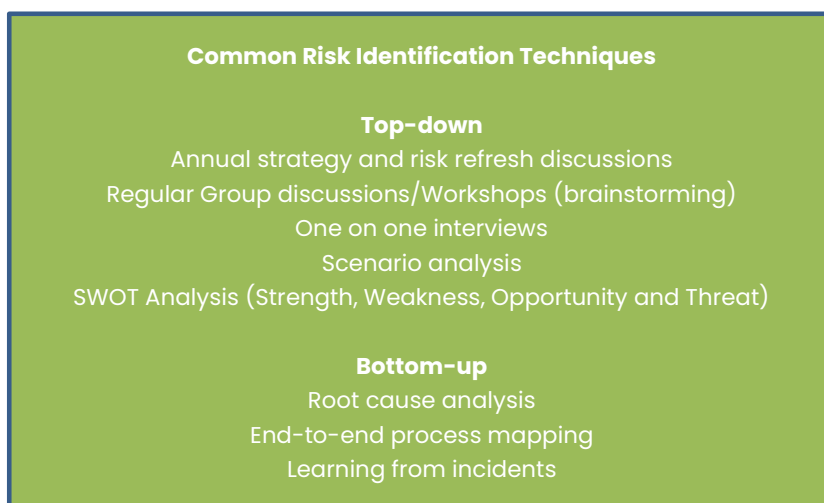 Common Risk Identification Techniques
Top-down
Annual strategy and risk refresh discussions
Regular Group discussions/Workshops (brainstorming)
One on one interviews
Scenario analysis
SWOT Analysis (Strength, Weakness, Opportunity and Threat)
Bottom-up
Root cause analysis
End-to-end process mapping
Learning from incidents